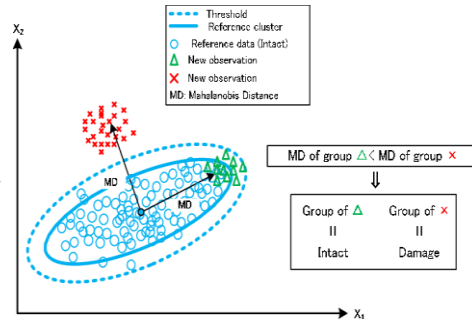 X₂
Threshold
Reference cluster
Reference data (Intact)
New observation
New observation
MD: Mahalanobis Distance
MD
MD
MD of group △< MD of group ×
Group of △ Group of ×
= =
Intact Damage
X₁